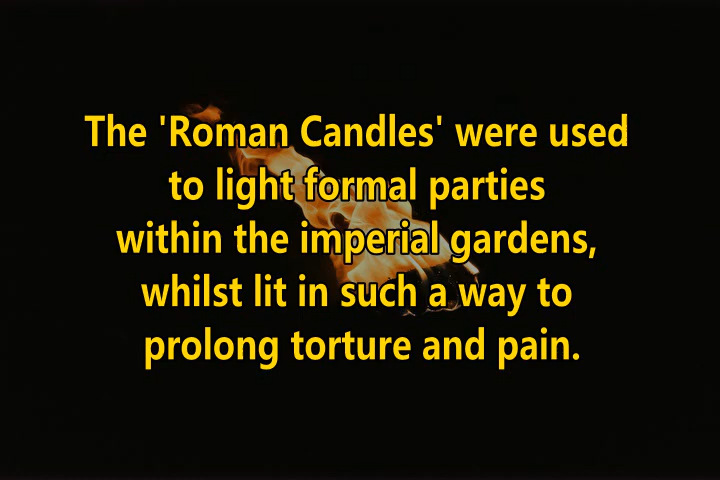 The 'Roman Candles' were used
to light formal parties
within the imperial gardens,
whilst lit in such a way to
prolong torture and pain.